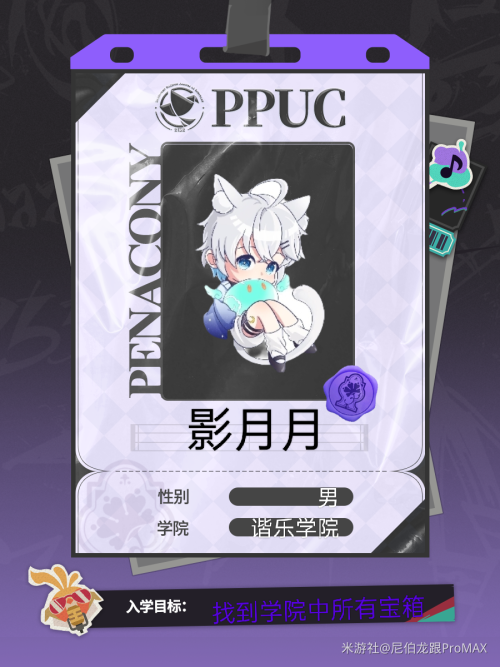 PPUC
PENACONY
影月月
性别 男
学院 谐乐学院
入学目标： 找到学院中所有宝箱
米游社@尼伯龙跟ProMAX